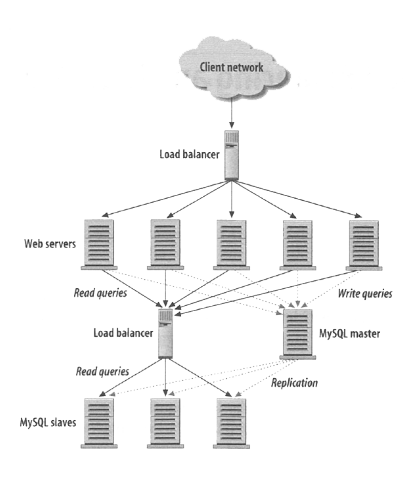 Client network
Load balancer
Web servers
Read queries
Write queries
Load balancer
MySQL master
Read queries
Replication
MySQL slaves